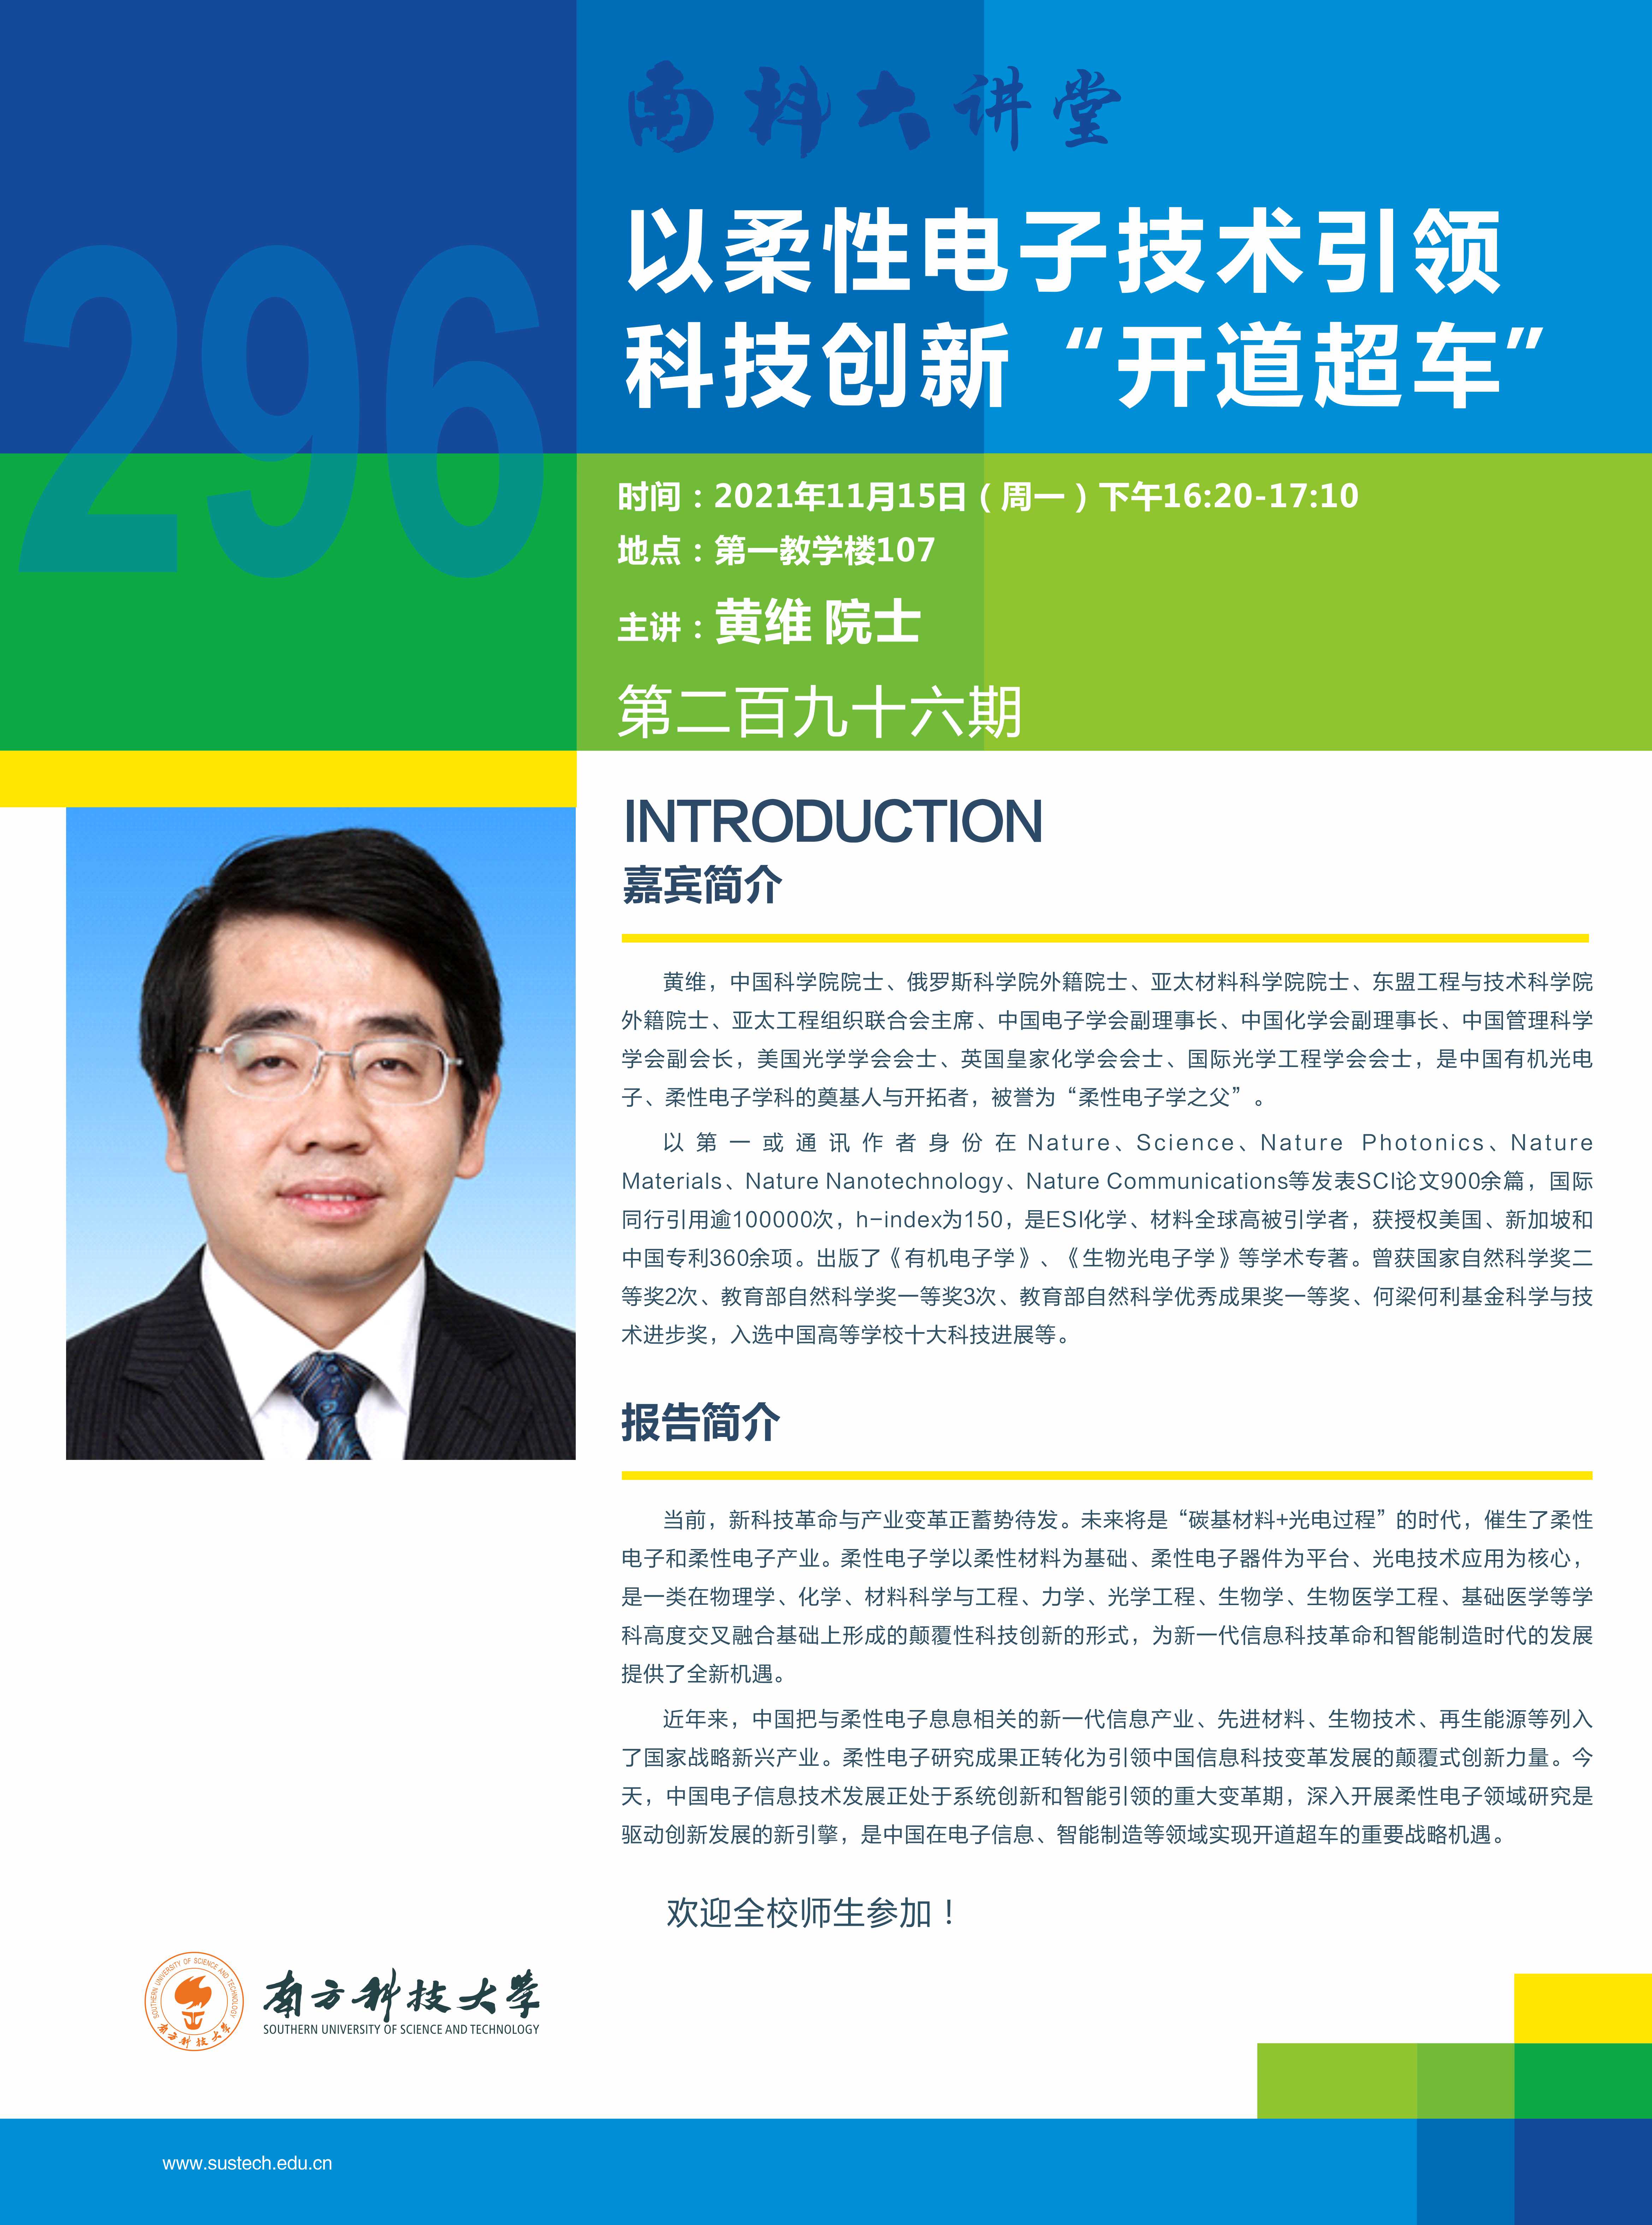 南科大讲堂
以柔性电子技术引领
科技创新“开道超车”
296
时间：2021年11月15日（周一）下午16:20-17:10
地点：第一教学楼107
主讲：黄维 院士
第二百九十六期
INTRODUCTION
嘉宾简介
黄维，中国科学院院士、俄罗斯科学院外籍院士、亚太材料科学院院士、东盟工程与技术科学院
外籍院士、亚太工程组织联合会主席、中国电子学会副理事长、中国化学会副理事长、中国管理科学
学会副会长，美国光学学会会士、英国皇家化学会会士、国际光学工程学会会士，是中国有机光电
子、柔性电子学科的奠基人与开拓者，被誉为“柔性电子学之父”。
以第一或通讯作者身份在Nature、Science、Nature Photonics、Nature
Materials、Nature Nanotechnology、Nature Communications等发表SCI论文900余篇，国际
同行引用逾100000次，h-index为150，是ESI化学、材料全球高被引学者，获授权美国、新加坡和
中国专利360余项。出版了《有机电子学》、《生物光电子学》等学术专著。曾获国家自然科学奖二
等奖2次、教育部自然科学奖一等奖3次、教育部自然科学优秀成果奖一等奖、何梁何利基金科学与技
术进步奖，入选中国高等学校十大科技进展等。
报告简介
当前，新科技革命与产业变革正蓄势待发。未来将是“碳基材料+光电过程”的时代，催生了柔性
电子和柔性电子产业。柔性电子学以柔性材料为基础、柔性电子器件为平台、光电技术应用为核心，
是一类在物理学、化学、材料科学与工程、力学、光学工程、生物学、生物医学工程、基础医学等学
科高度交叉融合基础上形成的颠覆性科技创新的形式，为新一代信息科技革命和智能制造时代的发展
提供了全新机遇。
近年来，中国把与柔性电子息息相关的新一代信息产业、先进材料、生物技术、再生能源等列入
了国家战略新兴产业。柔性电子研究成果正转化为引领中国信息科技变革发展的颠覆式创新力量。今
天，中国电子信息技术发展正处于系统创新和智能引领的重大变革期，深入开展柔性电子领域研究是
驱动创新发展的新引擎，是中国在电子信息、智能制造等领域实现开道超车的重要战略机遇。
欢迎全校师生参加！
SOUTHERN UNIVERSITY OF SCIENCE AND TECHNOLOGY
南方科技大学
南方科技大学
SOUTHERN UNIVERSITY OF SCIENCE AND TECHNOLOGY
www.sustech.edu.cn